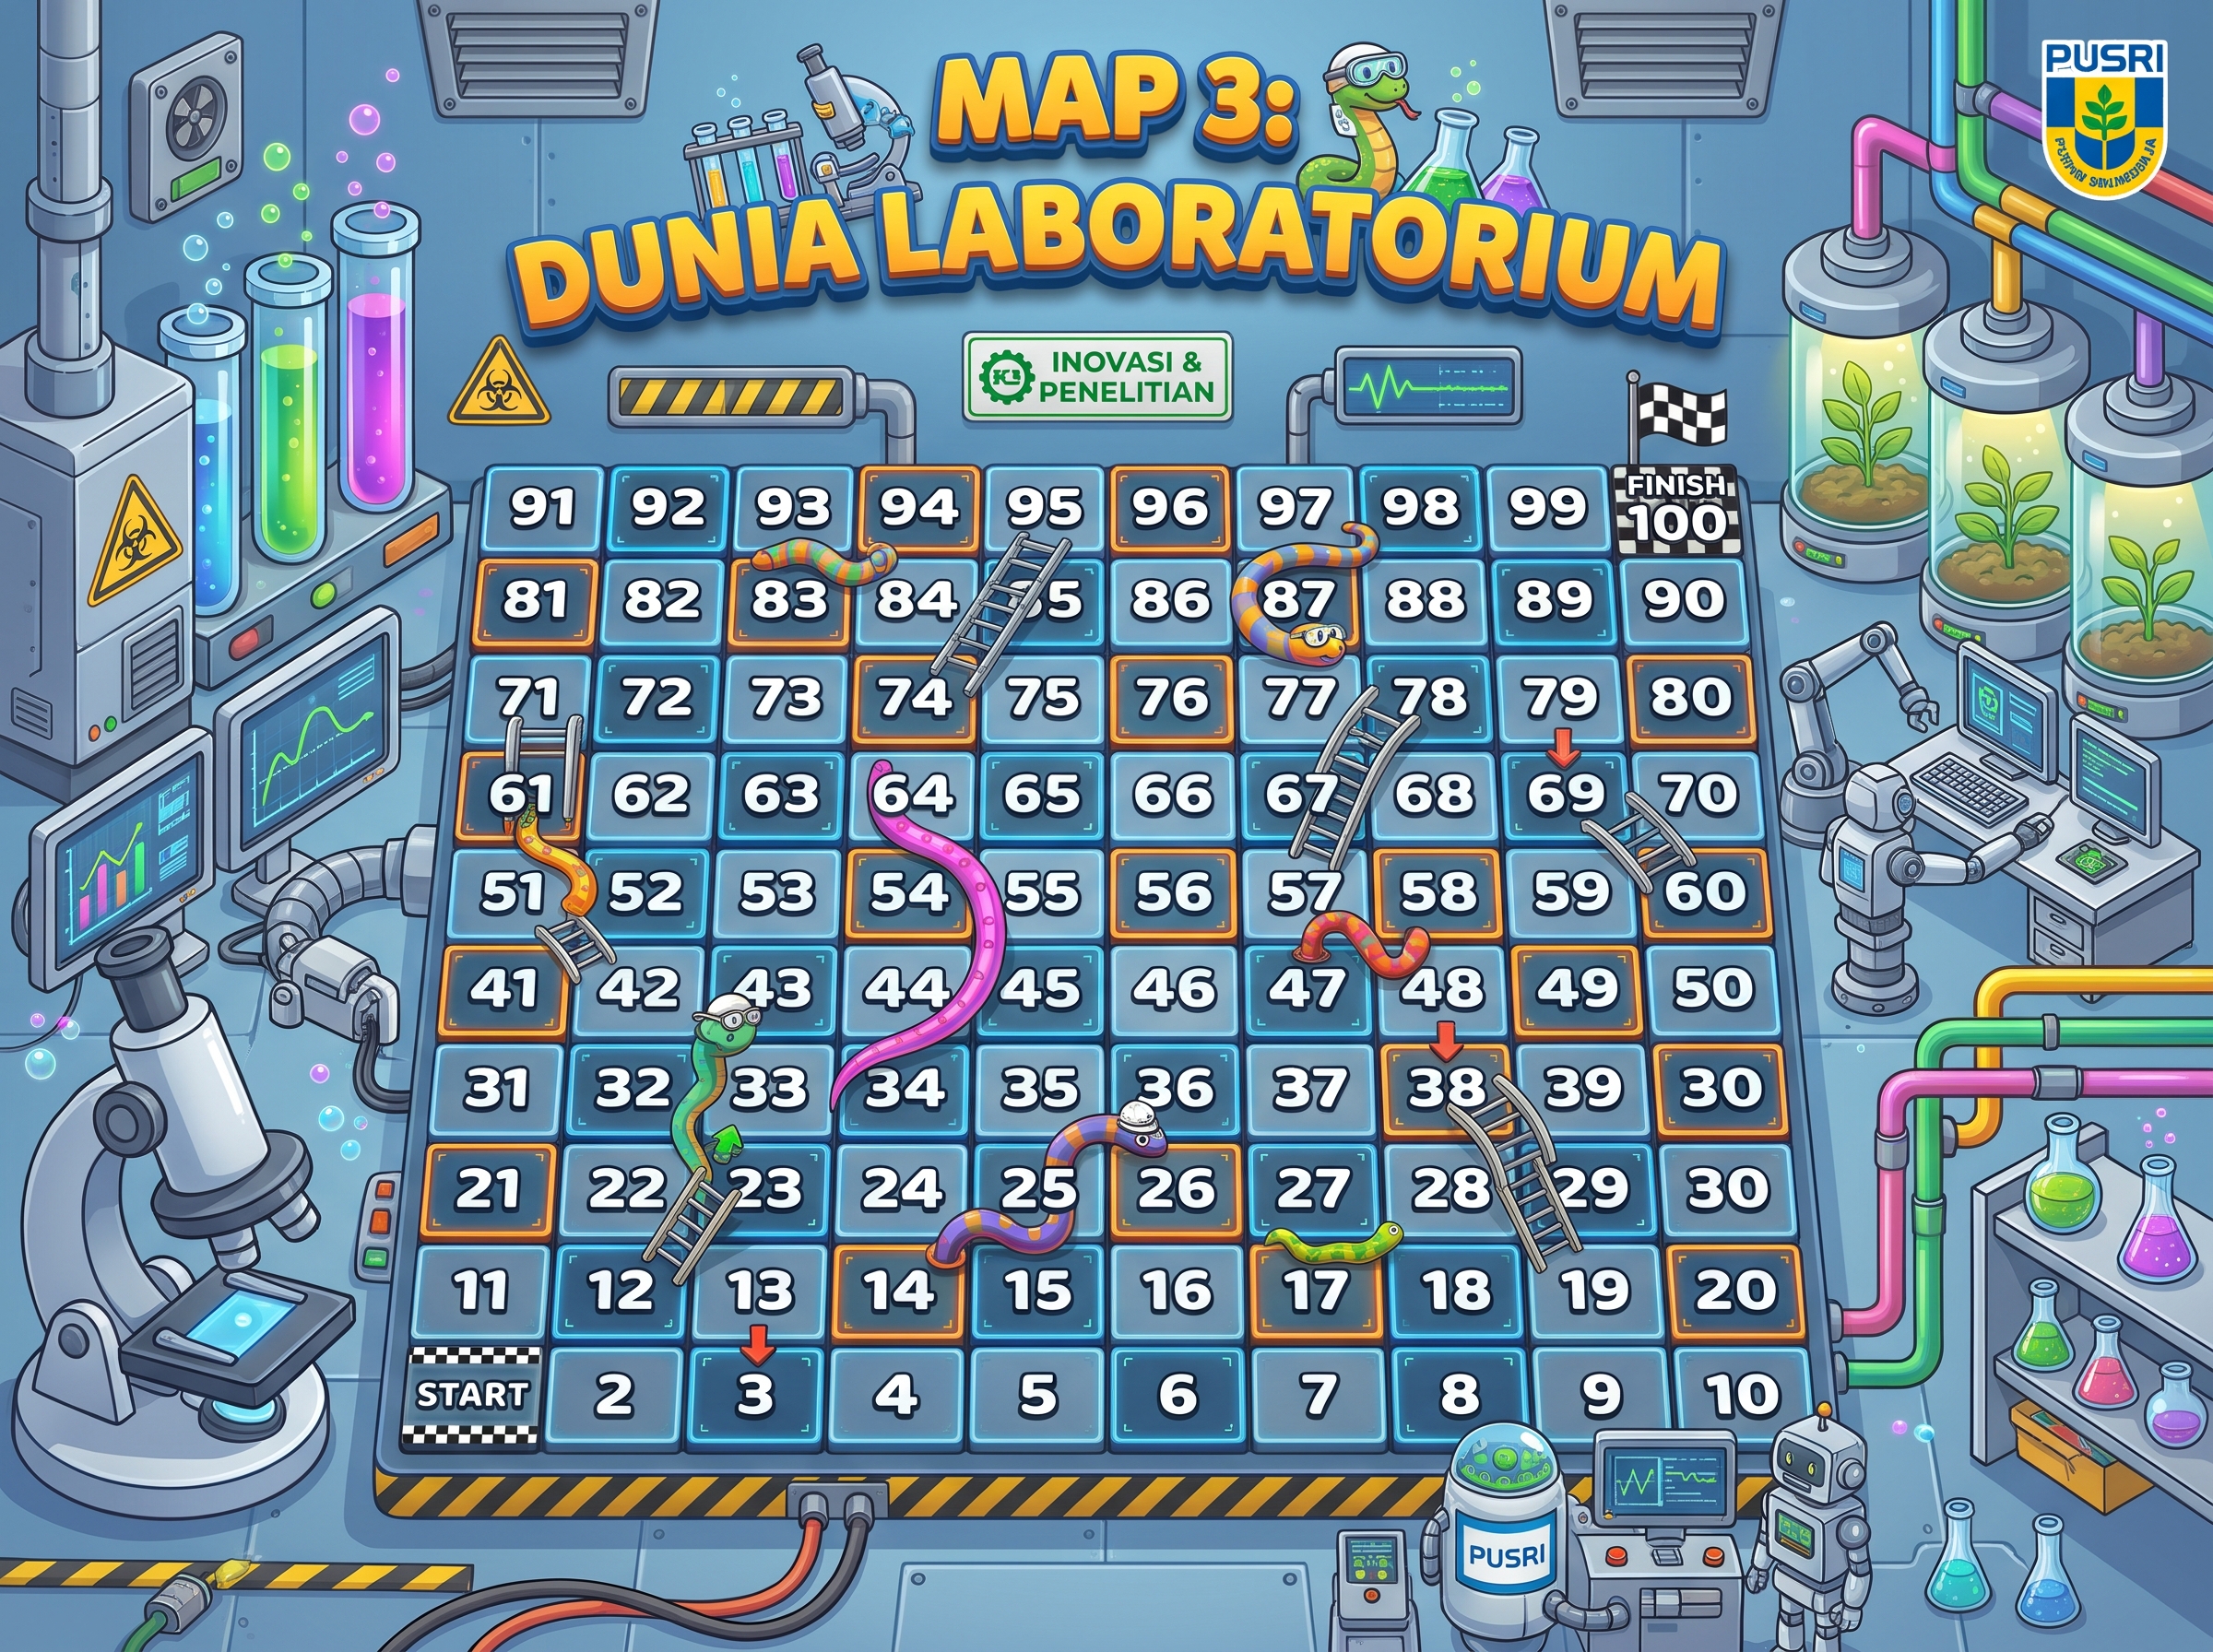 MAP 3:
DUNIA LABORATORIUM
PUSRI
INOVASI &
PENELITIAN
91 92 93 94 95 96 97 98 99 FINISH 100
81 82 83 84 85 86 87 88 89 90
71 72 73 74 75 76 77 78 79 80
61 62 63 64 65 66 67 68 69 70
51 52 53 54 55 56 57 58 59 60
41 42 43 44 45 46 47 48 49 50
31 32 33 34 35 36 37 38 39 30
21 22 23 24 25 26 27 28 29 30
11 12 13 14 15 16 17 18 19 20
START 2 3 4 5 6 7 8 9 10
PUSRI